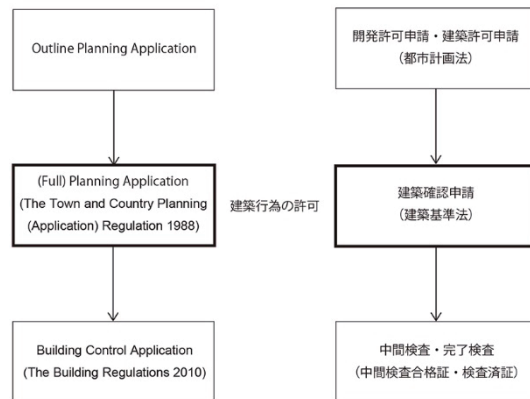 Outline Planning Application
開発許可申請・建築許可申請
（都市計画法）
(Full) Planning Application
(The Town and Country Planning
(Application) Regulation 1988)
建築行為の許可
建築確認申請
（建築基準法）
Building Control Application
(The Building Regulations 2010)
中間検査・完了検査
（中間検査合格証・検査済証）